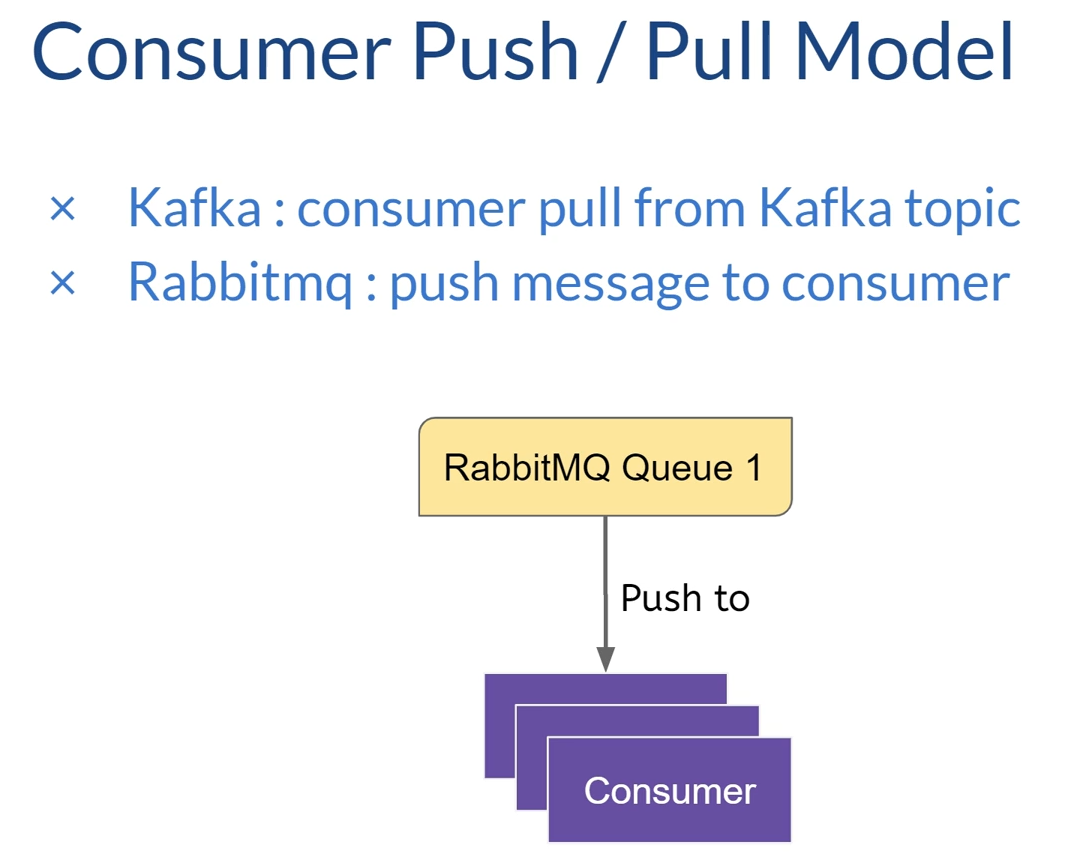 Consumer Push / Pull Model
× Kafka : consumer pull from Kafka topic
× Rabbitmq : push message to consumer
RabbitMQ Queue 1
Push to
Consumer